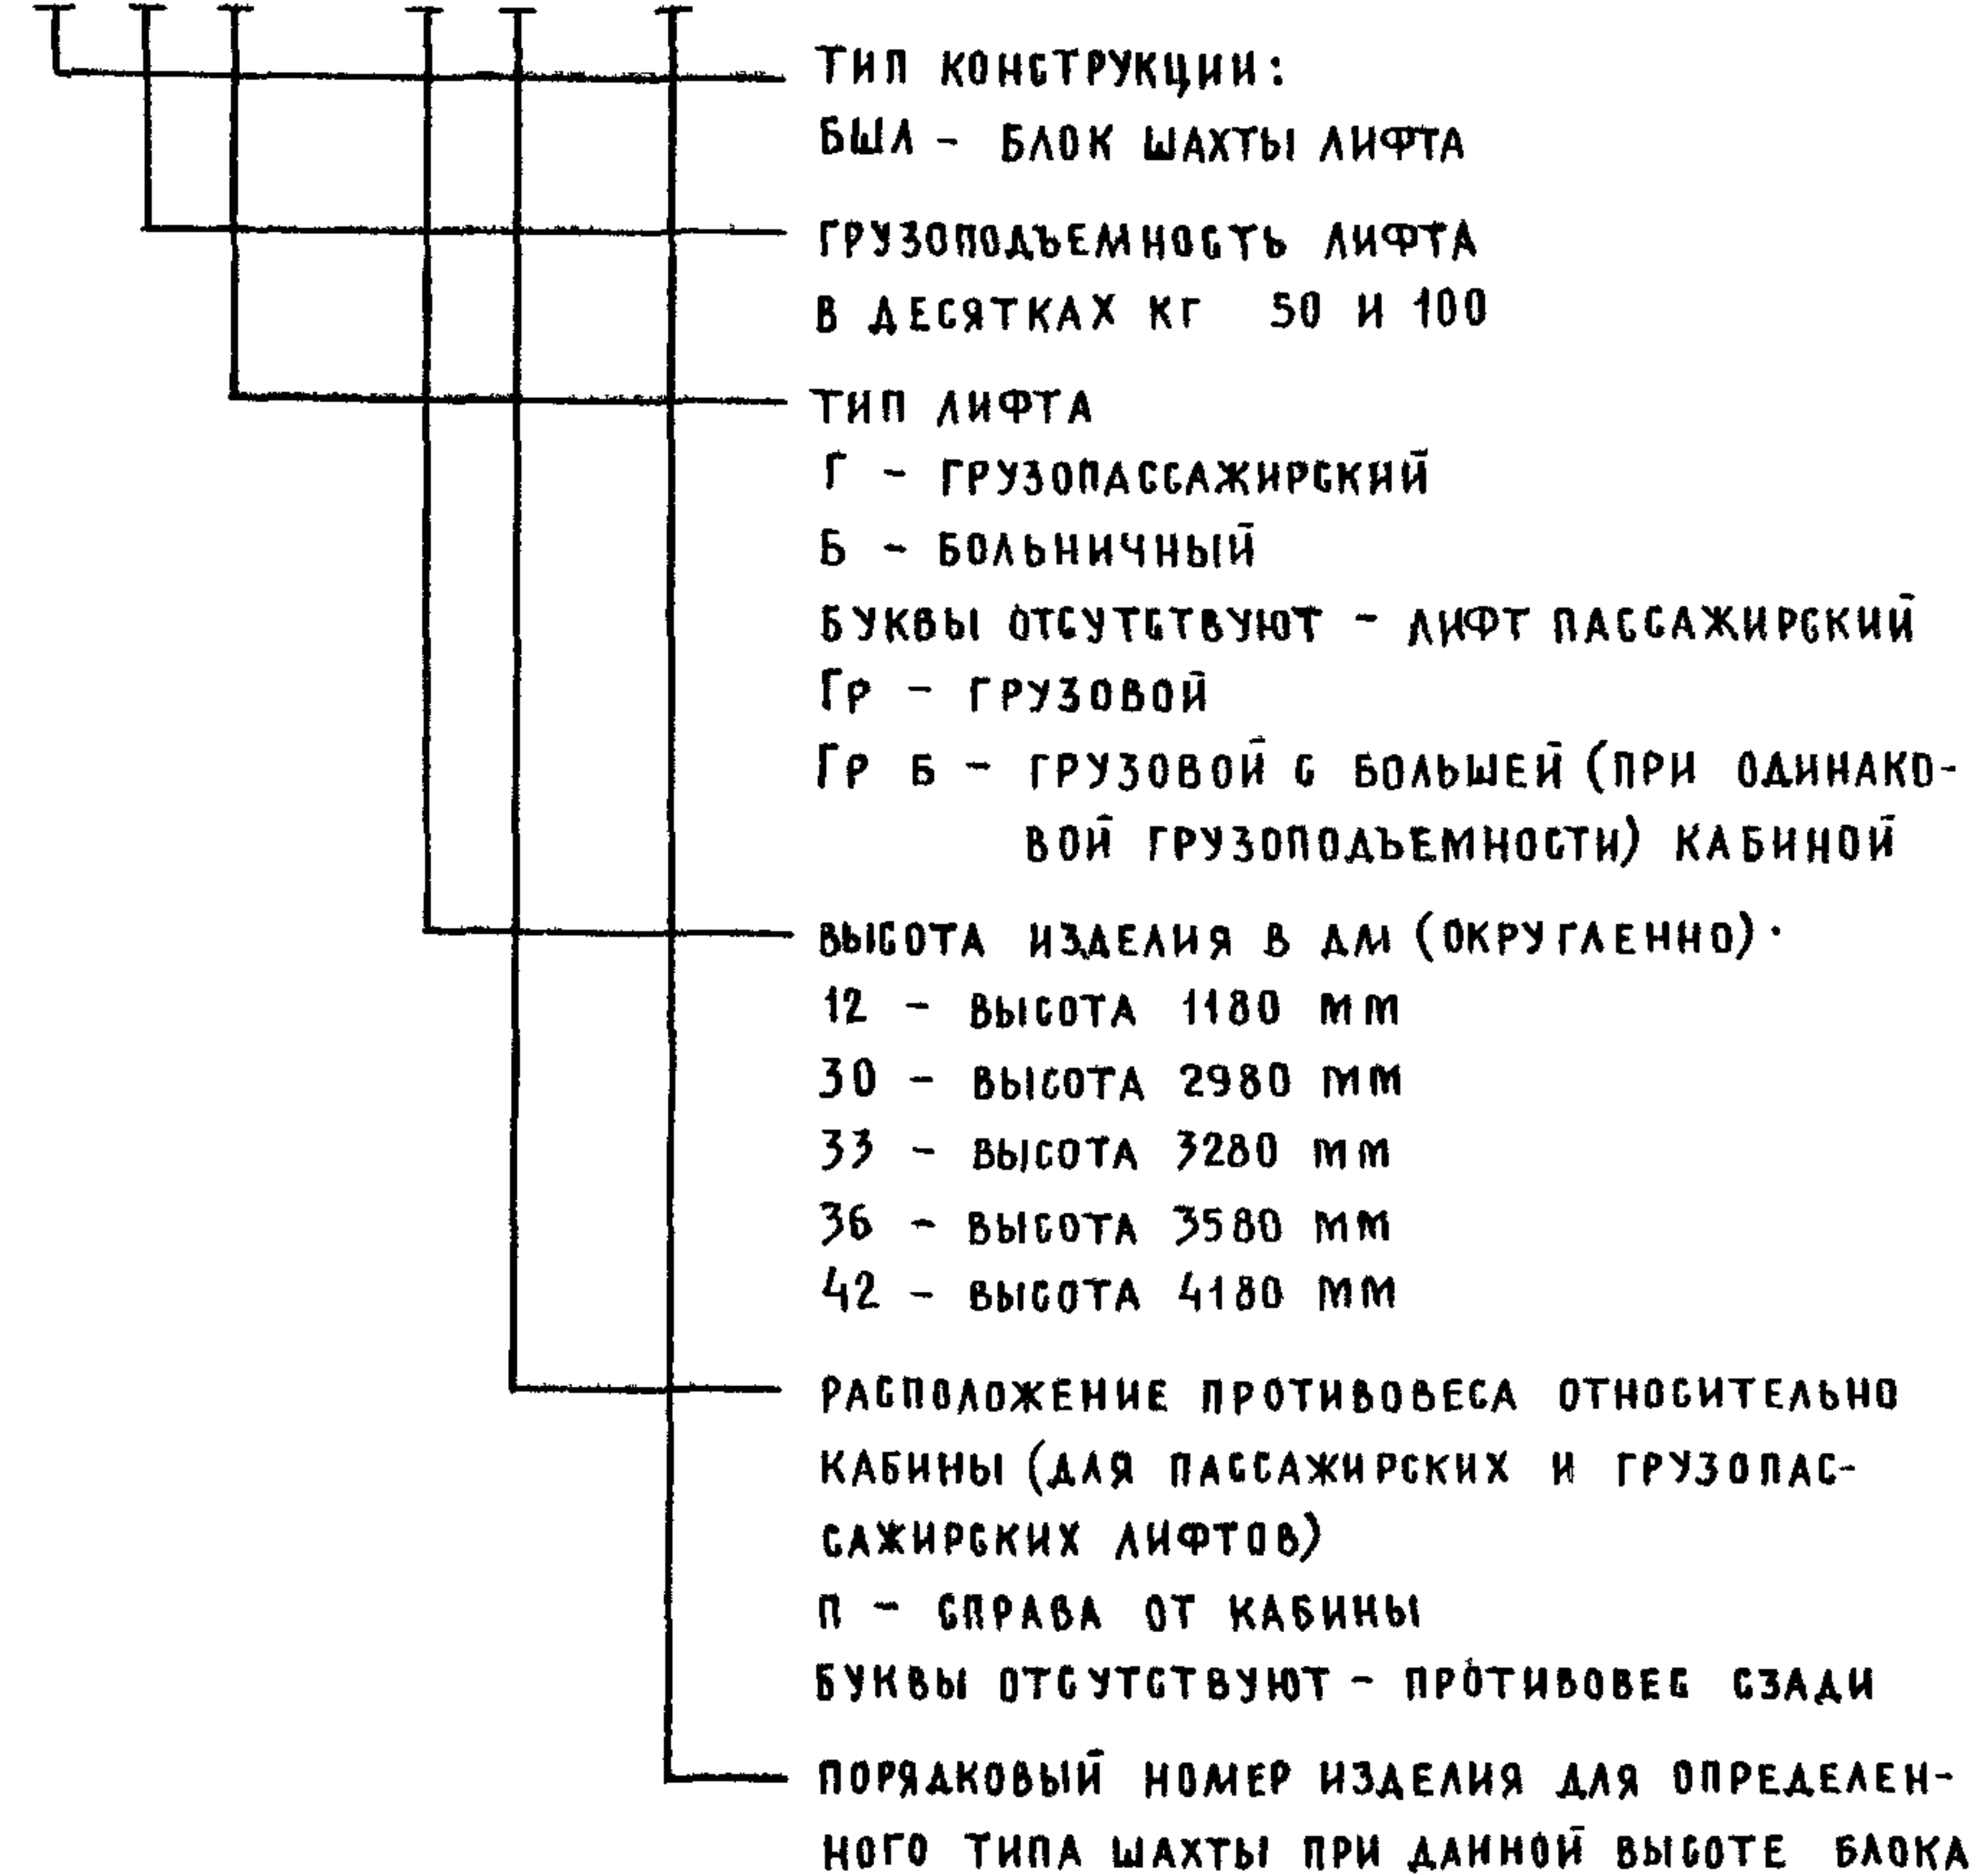 ТИП КОНСТРУКЦИИ:
БШЛ - БЛОК ШАХТЫ ЛИФТА
ГРУЗОПОДЪЕМНОСТЬ ЛИФТА
В ДЕСЯТКАХ КГ 50 И 100
ТИП ЛИФТА
Г - ГРУЗОПАССАЖИРСКИЙ
Б - БОЛЬНИЧНЫЙ
БУКВЫ ОТСУТСТВУЮТ - ЛИФТ ПАССАЖИРСКИЙ
Гр - ГРУЗОВОЙ
Гр Б - ГРУЗОВОЙ С БОЛЬШЕЙ (ПРИ ОДИНАКО-
ВОЙ ГРУЗОПОДЪЕМНОСТИ) КАБИНОЙ
ВЫСОТА ИЗДЕЛИЯ В ДМ (ОКРУГЛЕННО)·
12 - ВЫСОТА 1180 ММ
30 - ВЫСОТА 2980 ММ
33 - ВЫСОТА 3280 ММ
36 - ВЫСОТА 3580 ММ
42 - ВЫСОТА 4180 ММ
РАСПОЛОЖЕНИЕ ПРОТИВОВЕСА ОТНОСИТЕЛЬНО
КАБИНЫ (ДЛЯ ПАССАЖИРСКИХ И ГРУЗОПАС-
САЖИРСКИХ ЛИФТОВ)
П - СПРАВА ОТ КАБИНЫ
БУКВЫ ОТСУТСТВУЮТ - ПРОТИВОВЕС СЗАДИ
ПОРЯДКОВЫЙ НОМЕР ИЗДЕЛИЯ ДЛЯ ОПРЕДЕЛЕН-
НОГО ТИПА ШАХТЫ ПРИ ДАННОЙ ВЫСОТЕ БЛОКА